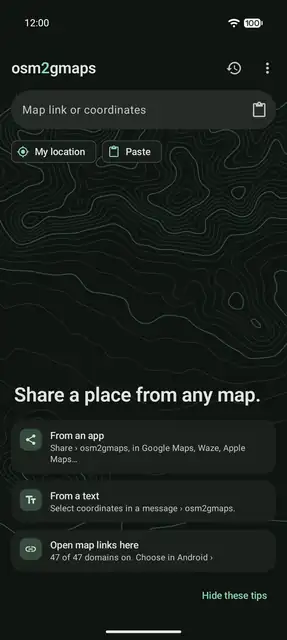 12:00
100
osm2gmaps
Map link or coordinates
My location
Paste
Share a place from any map.
From an app
Share › osm2gmaps, in Google Maps, Waze, Apple
Maps…
From a text
Select coordinates in a message › osm2gmaps.
Open map links here
47 of 47 domains on. Choose in Android ›
Hide these tips